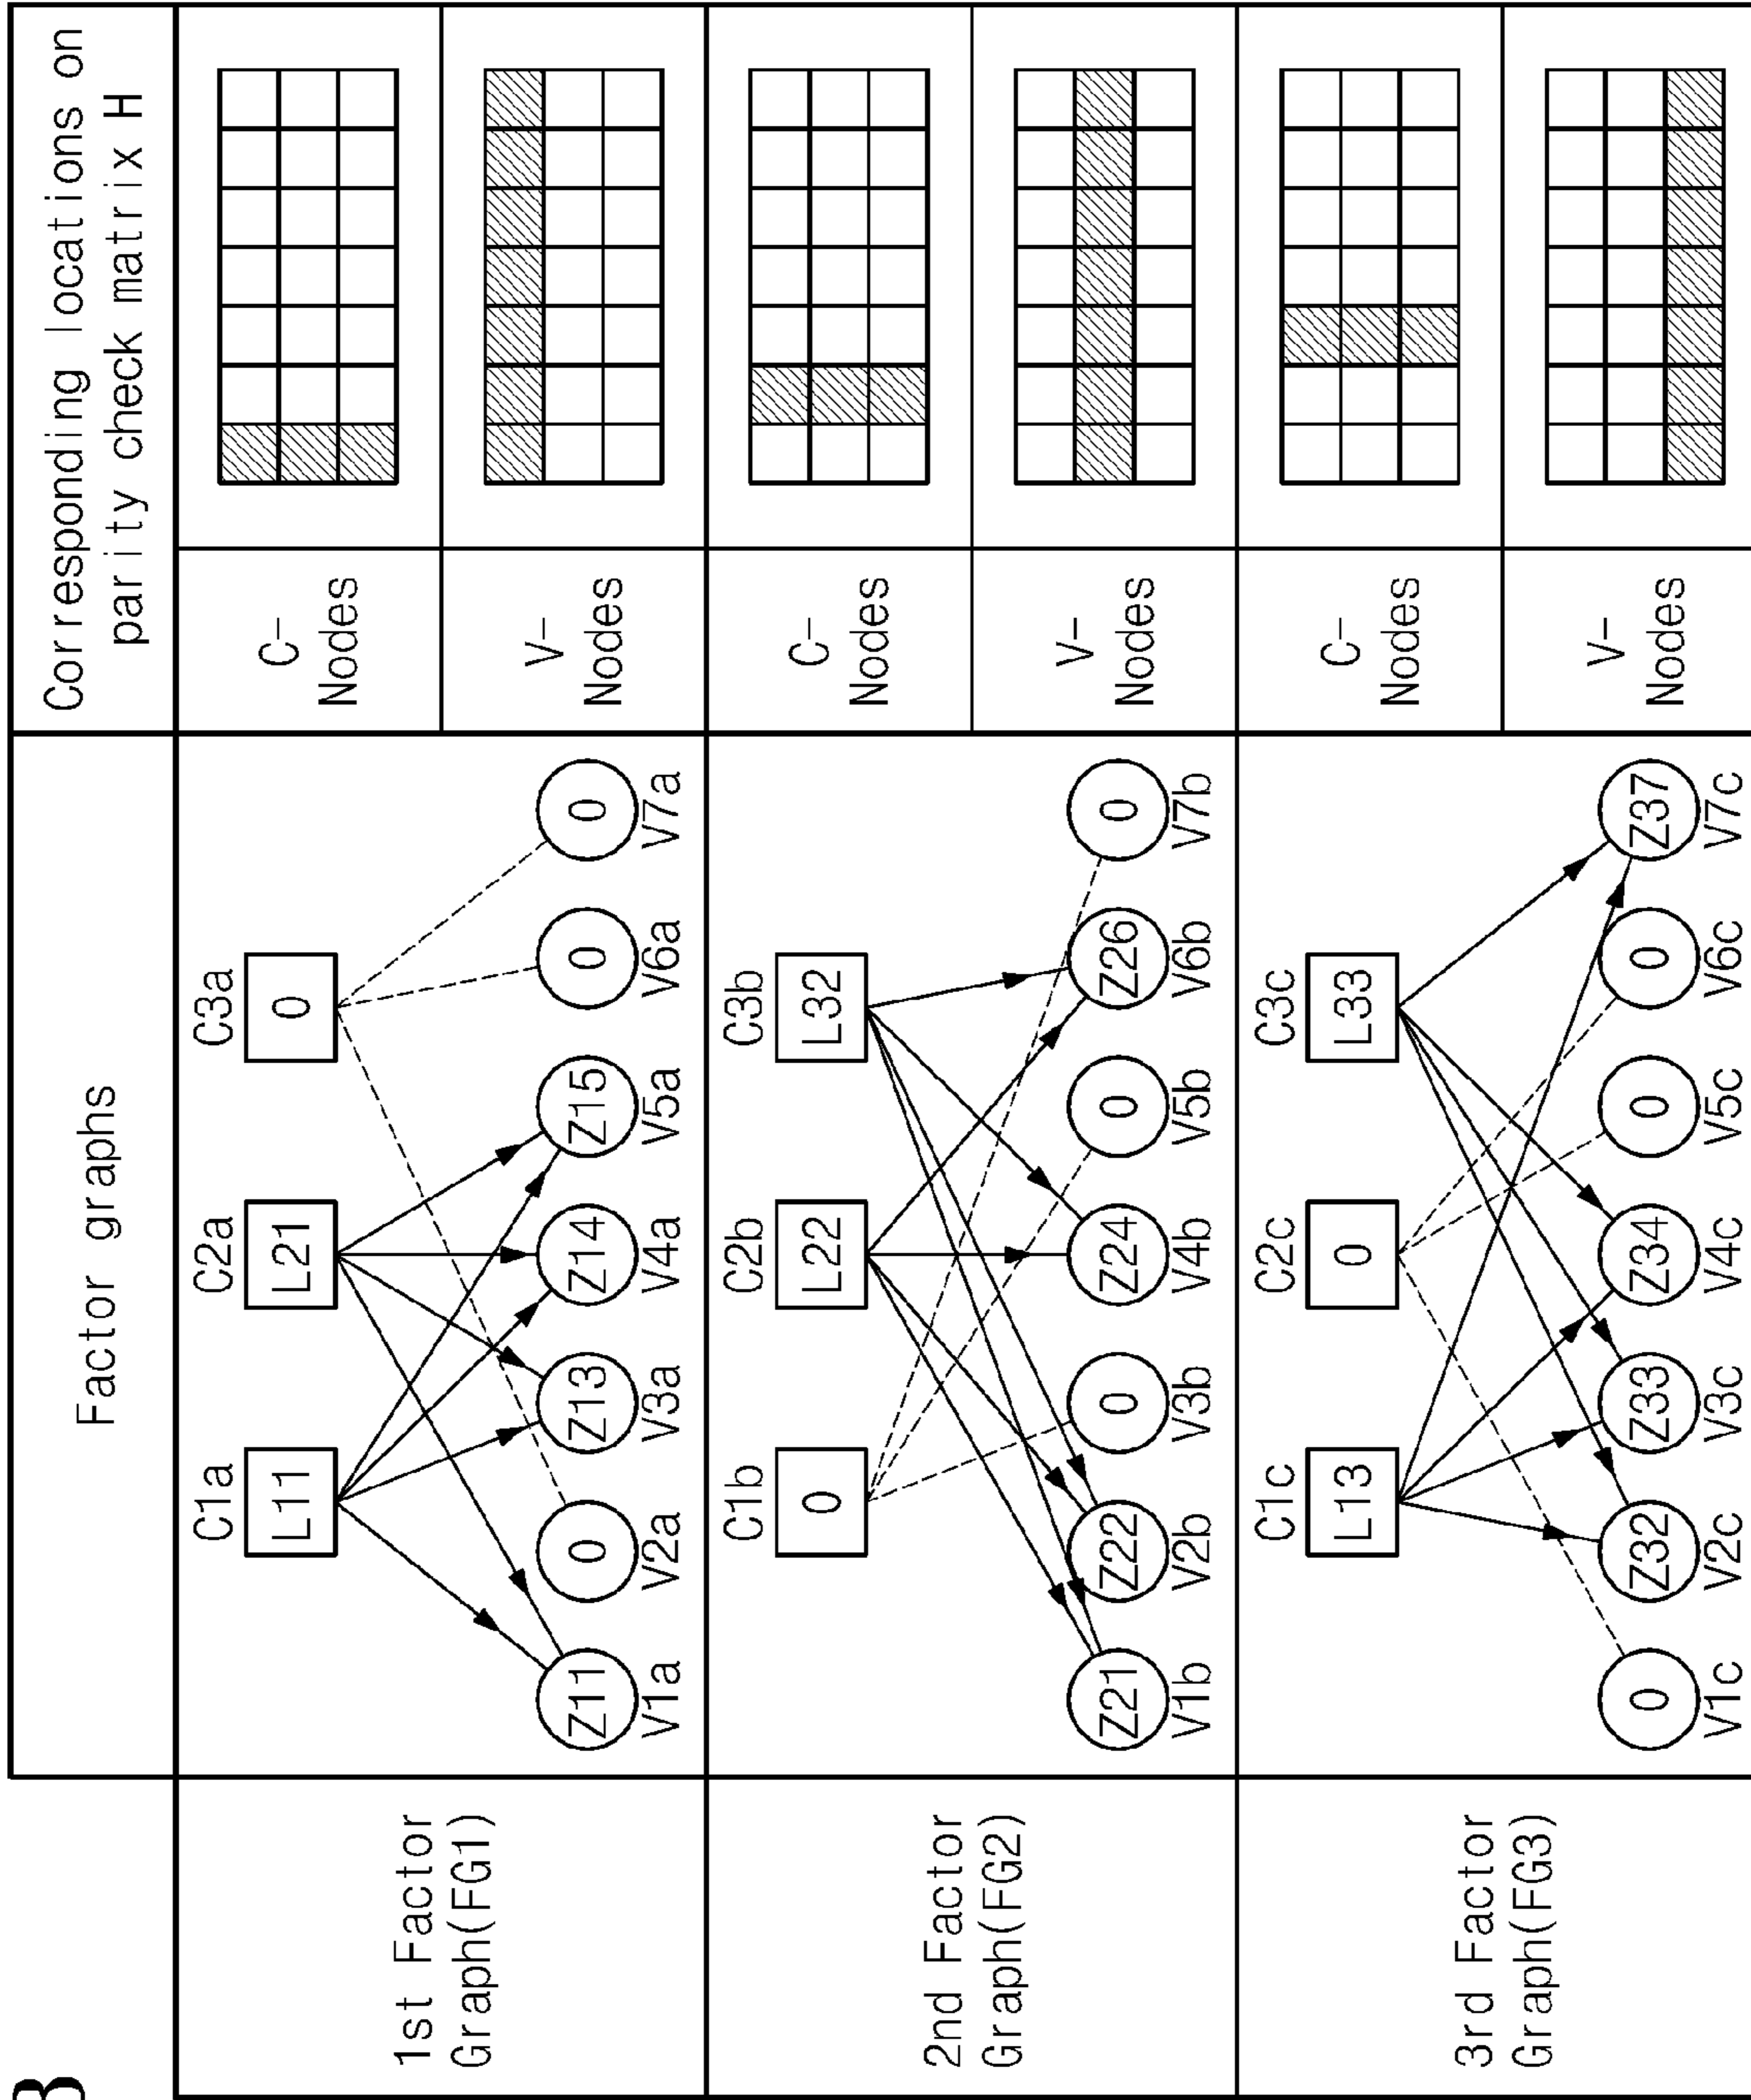 3
Factor graphs
Corresponding locations on
parity check matrix H
1st Factor
Graph(FG1)
C1a C2a C3a
L11 L21 0
Z11 0 Z13 Z14 Z15 0 0
V1a V2a V3a V4a V5a V6a V7a
C-
Nodes
V-
Nodes
2nd Factor
Graph(FG2)
C1b C2b C3b
0 L22 L32
Z21 Z22 0 Z24 0 Z26 0
V1b V2b V3b V4b V5b V6b V7b
C-
Nodes
V-
Nodes
3rd Factor
Graph(FG3)
C1c C2c C3c
L13 0 L33
0 Z32 Z33 Z34 0 0 Z37
V1c V2c V3c V4c V5c V6c V7c
C-
Nodes
V-
Nodes